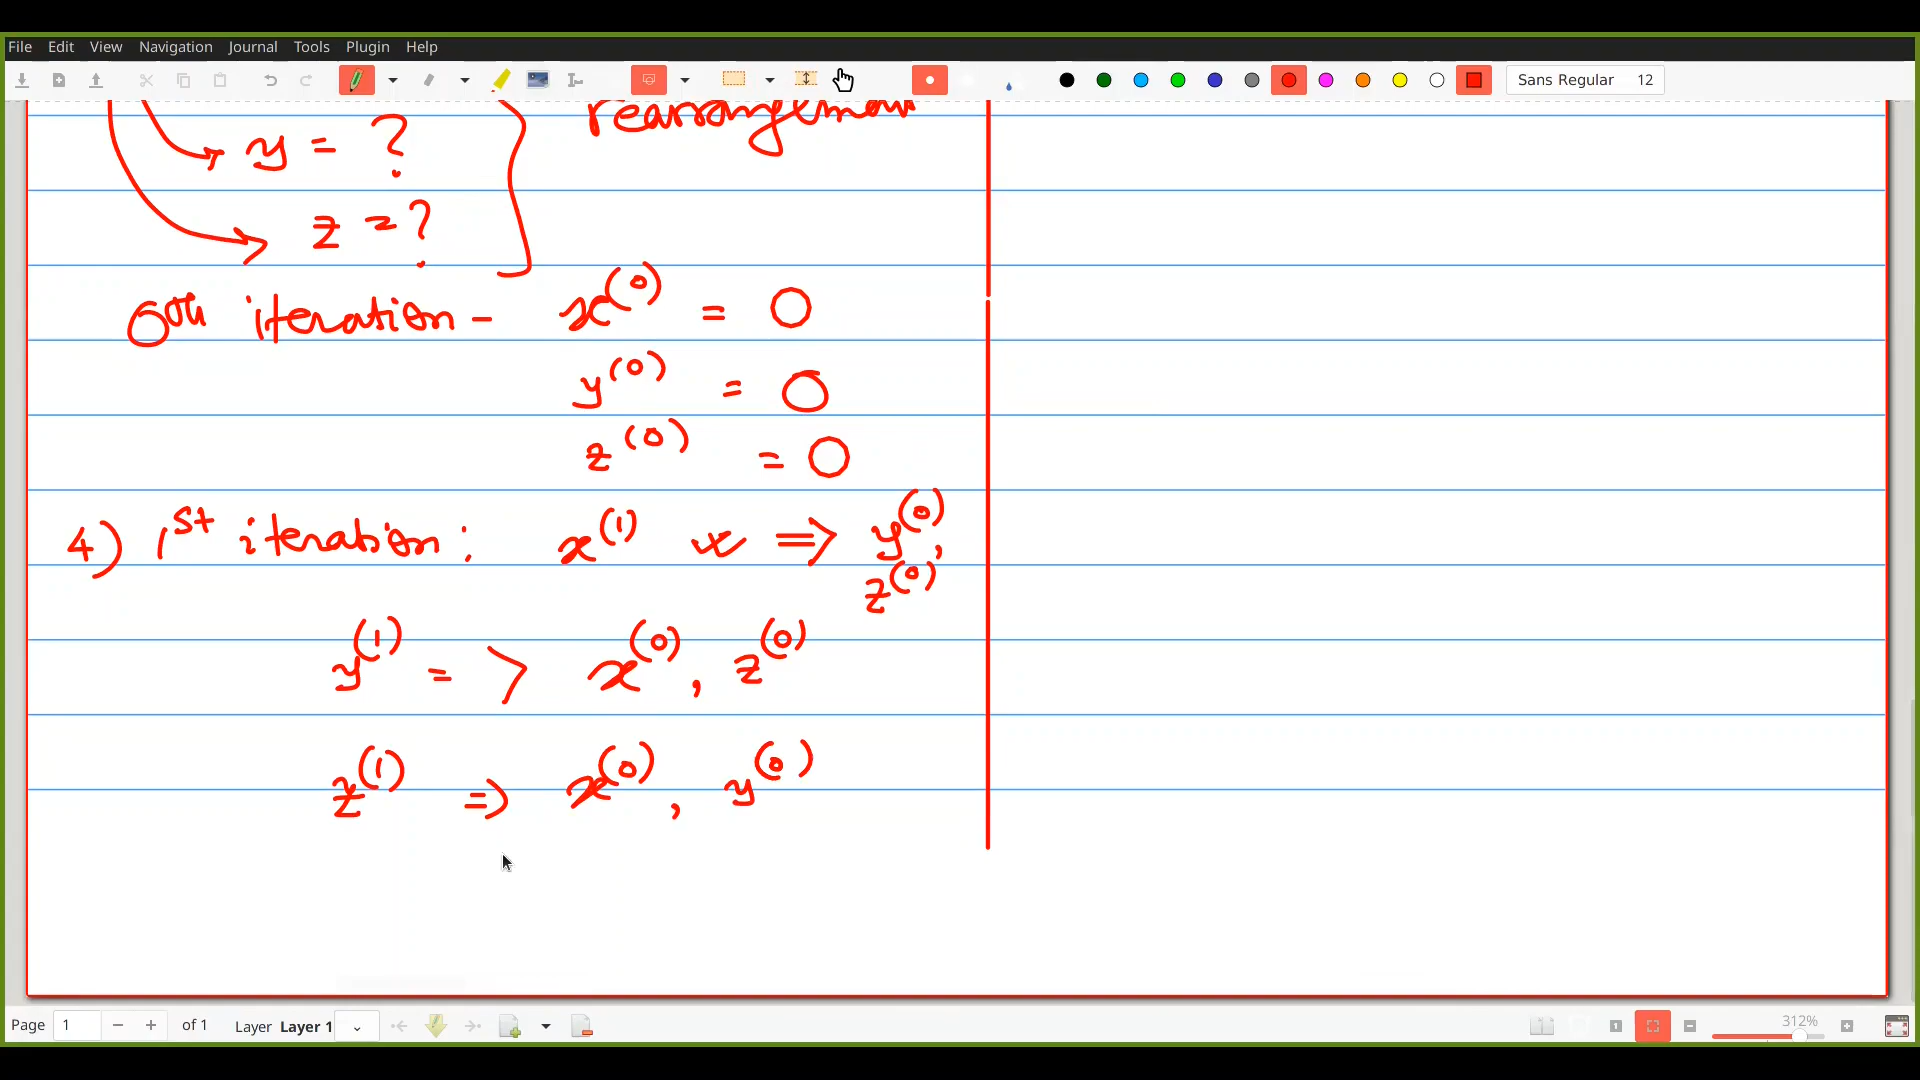 File Edit View Navigation Journal Tools Plugin Help
Sans Regular 12
rearrangement
y = ?
z = ?
0th iteration - x^(0) = 0
y^(0) = 0
z^(0) = 0
4) 1st iteration : x^(1) => y^(0),
z^(0)
y^(1) => x^(0), z^(0)
z^(1) => x^(0), y^(0)
Page 1 of 1 Layer Layer 1
312%